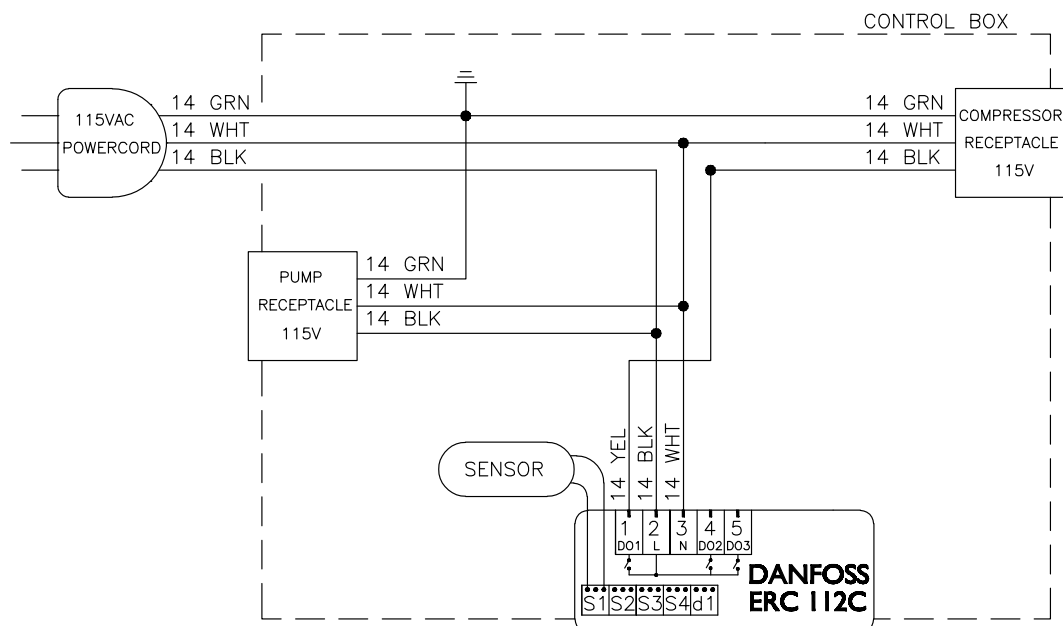 CONTROL BOX
115VAC
POWERCORD
14 GRN
14 WHT
14 BLK
14 GRN
14 WHT
14 BLK
COMPRESSOR
RECEPTACLE
115V
PUMP
RECEPTACLE
115V
14 GRN
14 WHT
14 BLK
SENSOR
14 YEL
14 BLK
14 WHT
1 2 3 4 5
DO1 L N DO2 DO3
DANFOSS
ERC 112C
S1 S2 S3 S4 d1